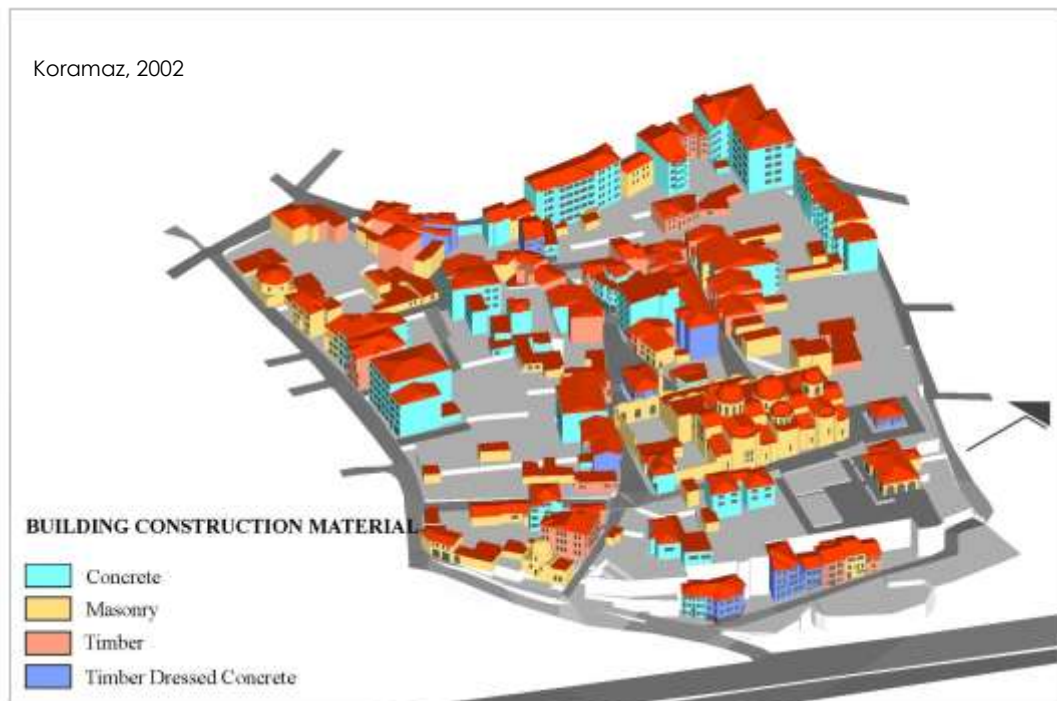 Koramaz, 2002
BUILDING CONSTRUCTION MATERIAL
Concrete
Masonry
Timber
Timber Dressed Concrete